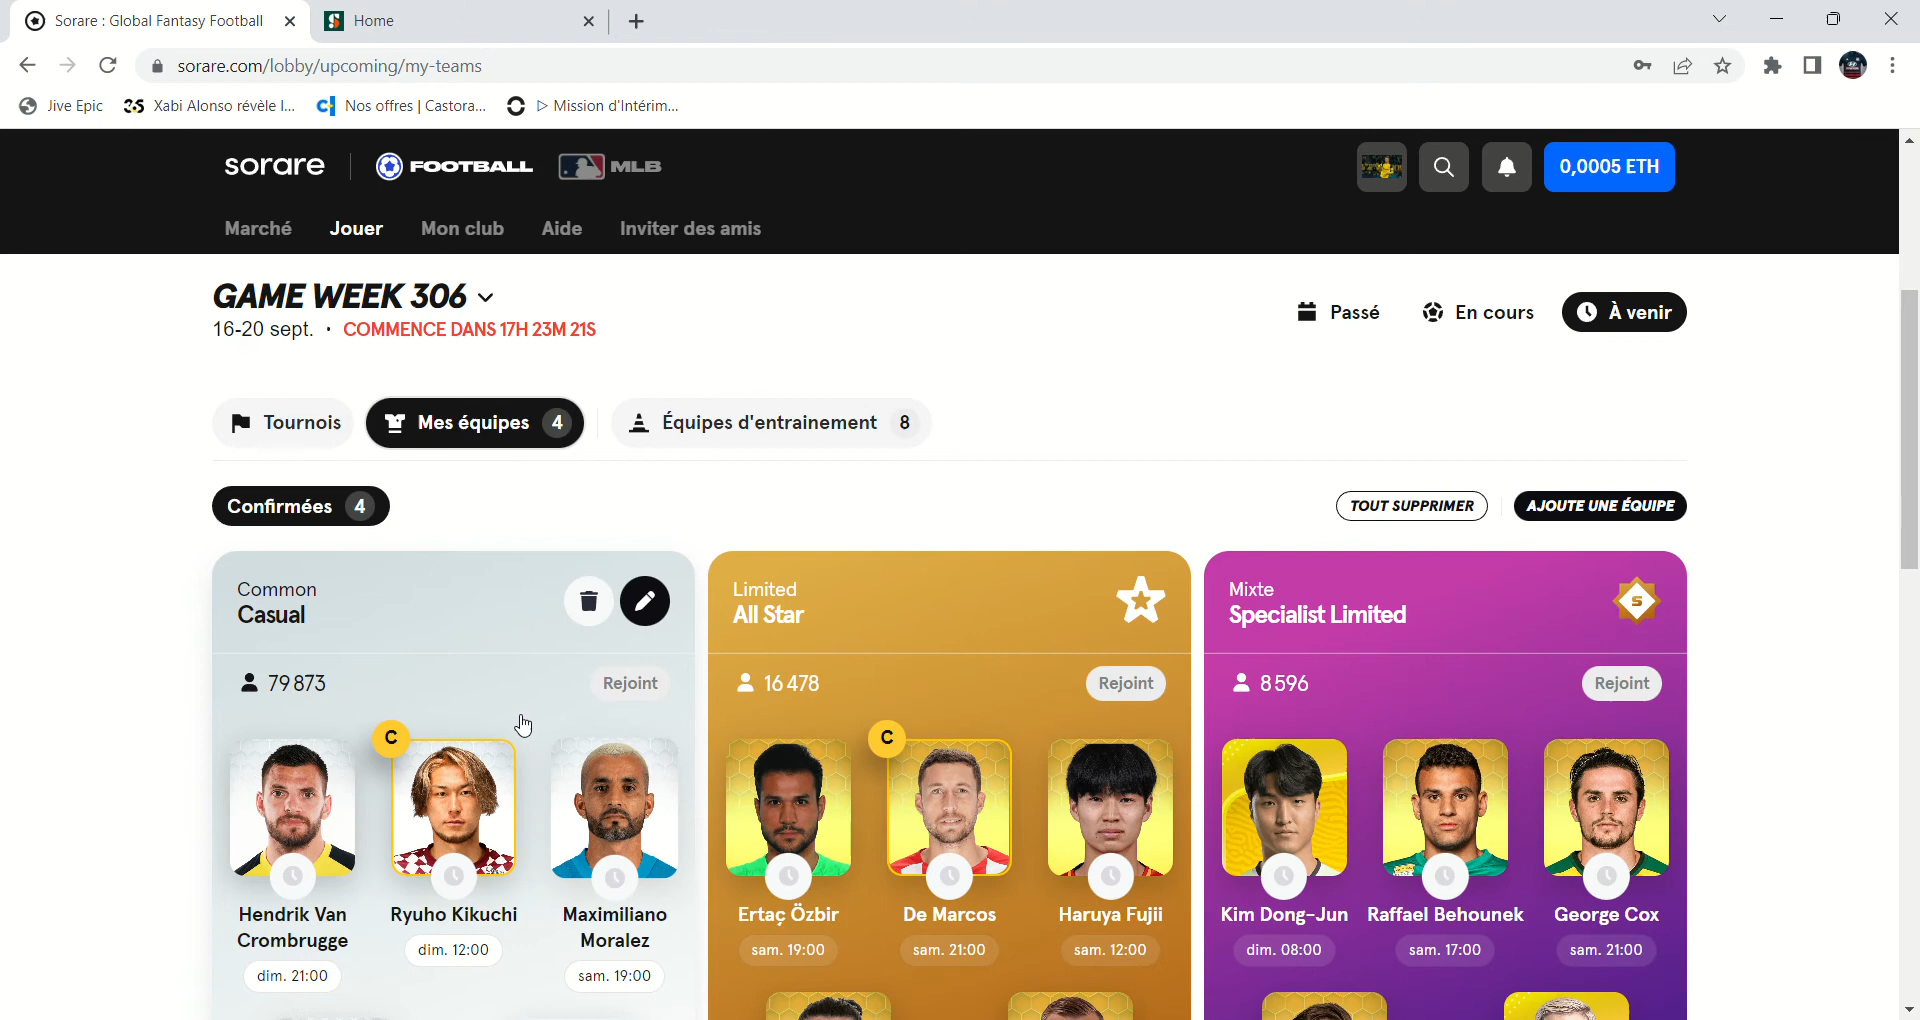 Sorare : Global Fantasy Football
Home
sorare.com/lobby/upcoming/my-teams
Jive Epic
Xabi Alonso révèle l...
Nos offres | Castora...
▷ Mission d'Intérim...
sorare
FOOTBALL
MLB
0,0005 ETH
Marché
Jouer
Mon club
Aide
Inviter des amis
GAME WEEK 306
16-20 sept. · COMMENCE DANS 17H 23M 21S
Passé
En cours
À venir
Tournois
Mes équipes 4
Équipes d'entrainement 8
Confirmées 4
TOUT SUPPRIMER
AJOUTE UNE ÉQUIPE
Common
Casual
79 873
Rejoint
C
Hendrik Van
Crombrugge
dim. 21:00
Ryuho Kikuchi
dim. 12:00
Maximiliano
Moralez
sam. 19:00
Limited
All Star
16 478
Rejoint
C
Ertaç Özbir
sam. 19:00
De Marcos
sam. 21:00
Haruya Fujii
sam. 12:00
Mixte
Specialist Limited
S
8 596
Rejoint
Kim Dong-Jun
dim. 08:00
Raffael Behounek
sam. 17:00
George Cox
sam. 21:00